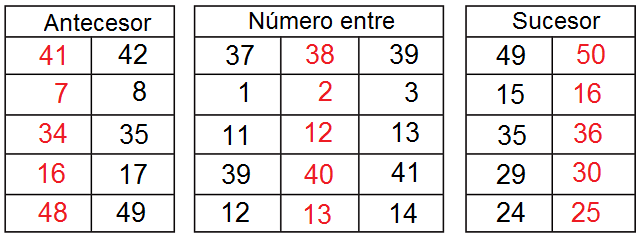 Antecesor Número entre Sucesor
41 42 37 38 39 49 50
7 8 1 2 3 15 16
34 35 11 12 13 35 36
16 17 39 40 41 29 30
48 49 12 13 14 24 25